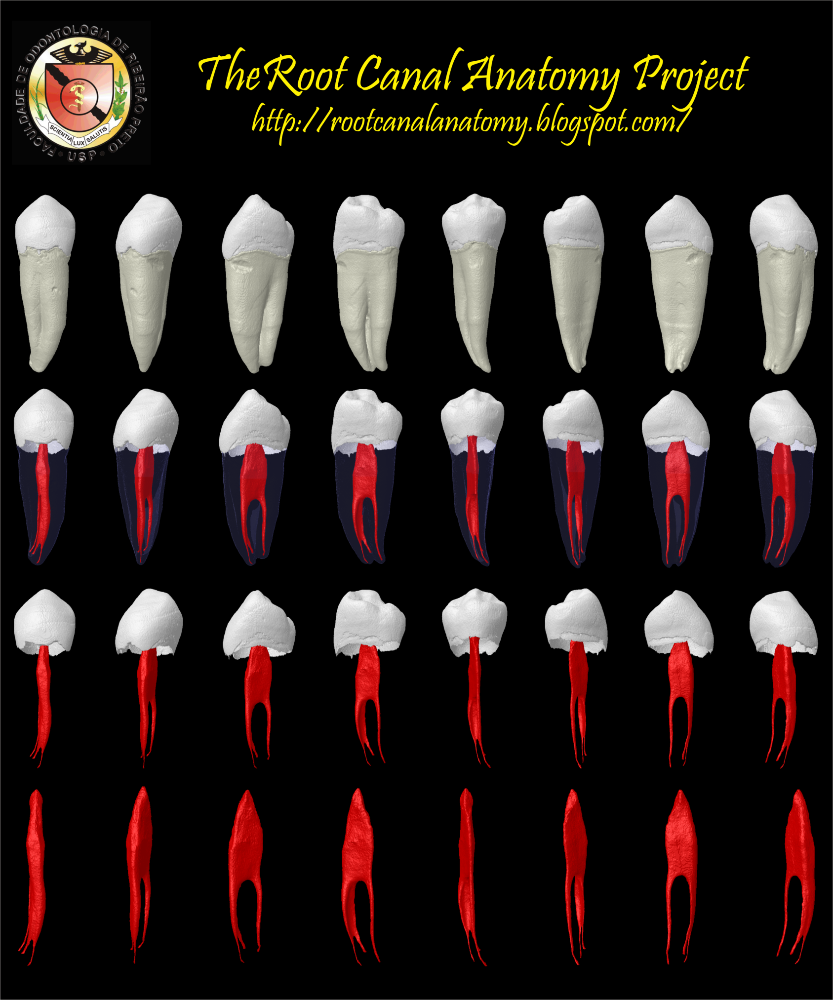 FACULDADE DE ODONTOLOGIA DE RIBEIRÃO PRETO
• USP •
SCIENTIA LUX SALUTIS
The Root Canal Anatomy Project
http://rootcanalanatomy.blogspot.com/